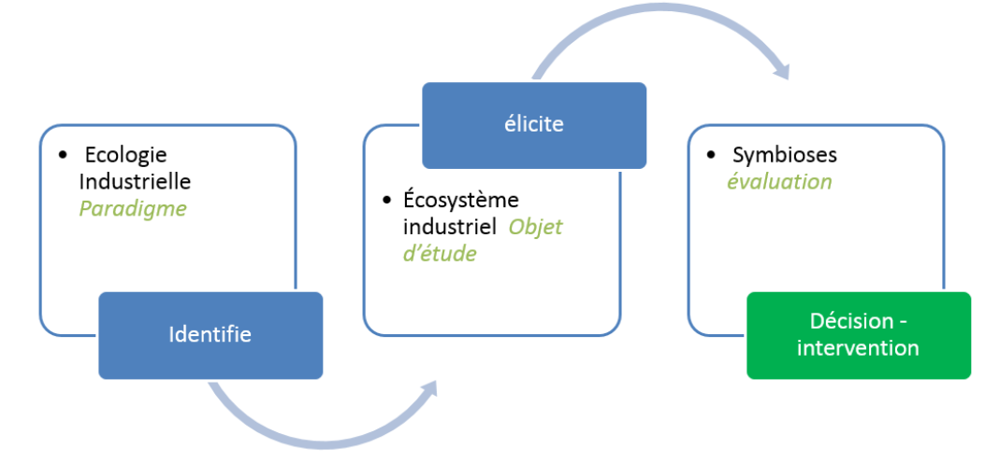 • Ecologie
Industrielle
Paradigme
Identifie
élicite
• Écosystème
industriel Objet
d'étude
• Symbioses
évaluation
Décision -
intervention